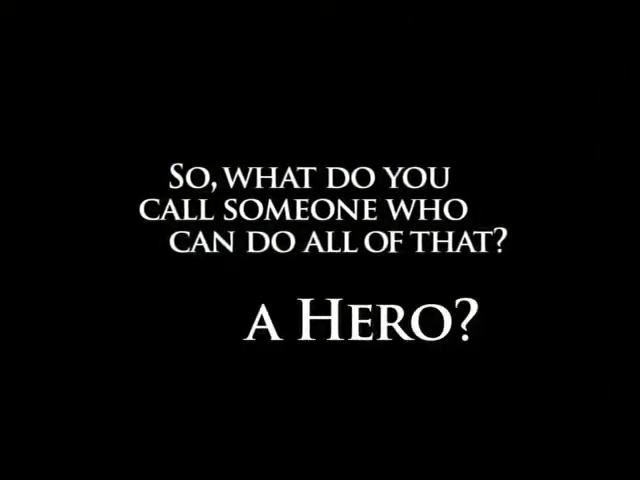 So, what do you
call someone who
can do all of that?
a Hero?